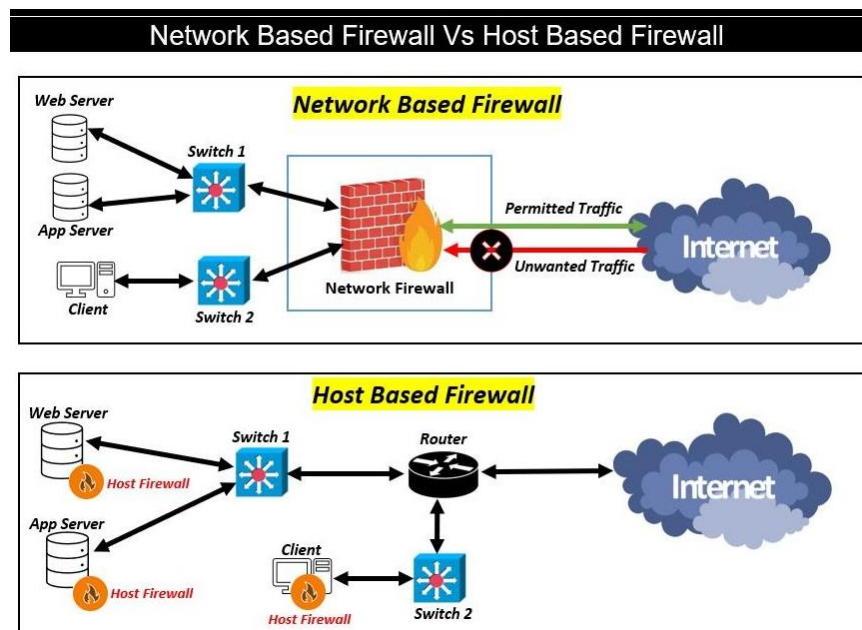 Network Based Firewall Vs Host Based Firewall
Network Based Firewall
Web Server
Switch 1
App Server
Permitted Traffic
Internet
Unwanted Traffic
Network Firewall
Client
Switch 2
Host Based Firewall
Web Server
Switch 1
Router
Host Firewall
Internet
App Server
Client
Host Firewall
Host Firewall
Switch 2